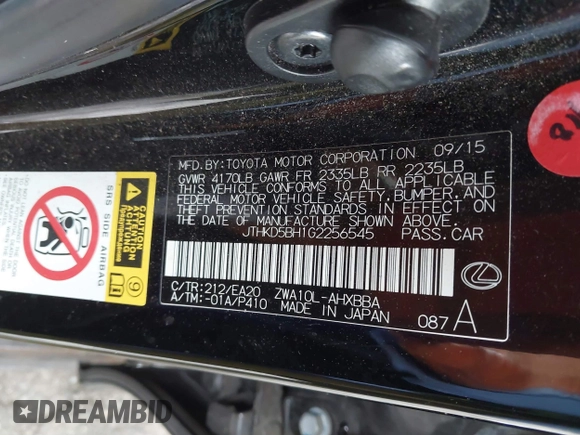 MFD.BY:TOYOTA MOTOR CORPORATION 09/15
GVWR 4170LB GAWR FR 2335LB RR 2235LB
THIS VEHICLE CONFORMS TO ALL APPLICABLE
FEDERAL MOTOR VEHICLE SAFETY,BUMPER,AND
THEFT PREVENTION STANDARDS IN EFFECT ON
THE DATE OF MANUFACTURE SHOWN ABOVE.
JTHKD5BH1G2256545 PASS.CAR
C/TR:212/EA20 ZWA10L-AHXBBA
A/TM:-01A/P410 MADE IN JAPAN
087A
SRS SIDE AIRBAG
9
DREAMBID